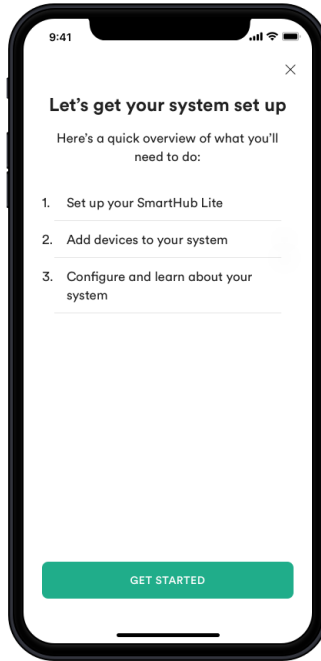 9:41
Let’s get your system set up
Here’s a quick overview of what you’ll
need to do:
1. Set up your SmartHub Lite
2. Add devices to your system
3. Configure and learn about your
system
GET STARTED